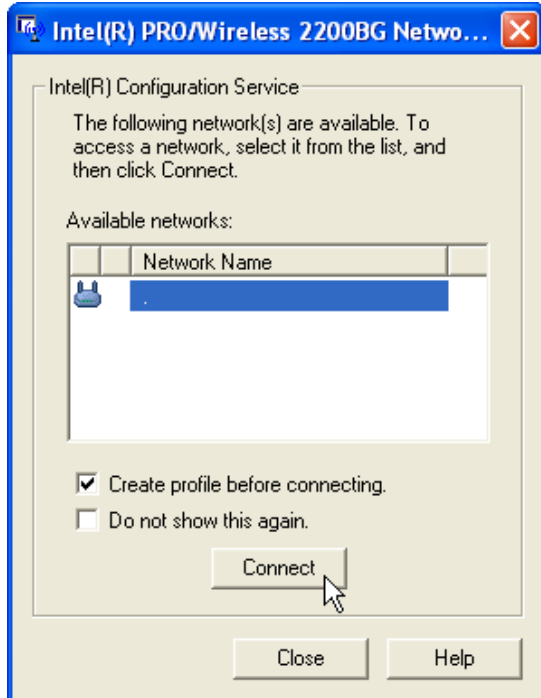 Intel(R) PRO/Wireless 2200BG Netwo...
Intel(R) Configuration Service
The following network(s) are available. To
access a network, select it from the list, and
then click Connect.
Available networks:
Network Name
.
Create profile before connecting.
Do not show this again.
Connect
Close Help